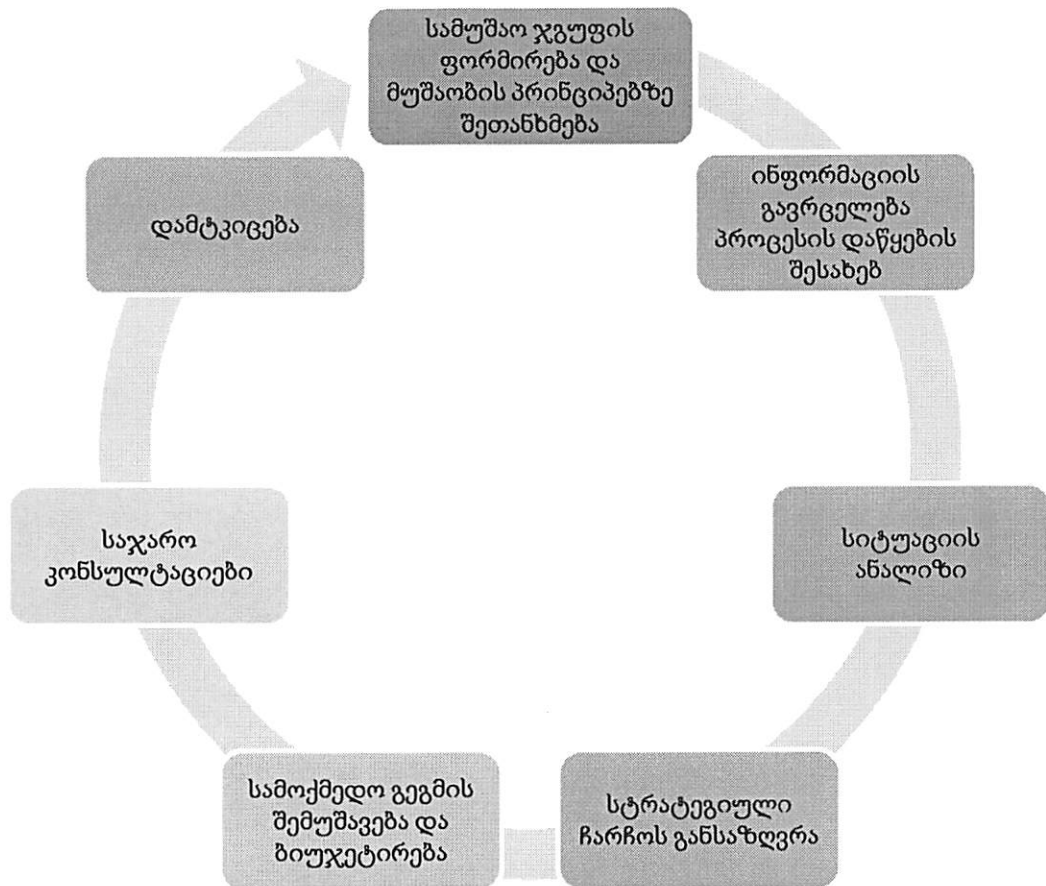 სამუშაო ჯგუფის
ფორმირება და
მუშაობის პრინციპებზე
შეთანხმება
ინფორმაციის
გავრცელება
პროცესის დაწყების
შესახებ
სიტუაციის
ანალიზი
სტრატეგიული
ჩარჩოს განსაზღვრა
სამოქმედო გეგმის
შემუშავება და
ბიუჯეტირება
საჯარო
კონსულტაციები
დამტკიცება